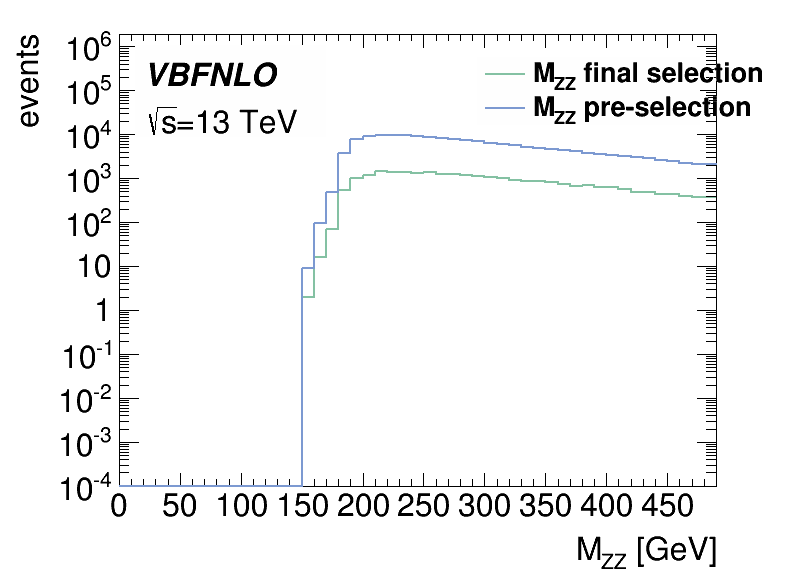 events
10^6
10^5
10^4
10^3
10^2
10
1
10^-1
10^-2
10^-3
10^-4
VBFNLO
√s=13 TeV
M_ZZ final selection
M_ZZ pre-selection
0 50 100 150 200 250 300 350 400 450
M_ZZ [GeV]